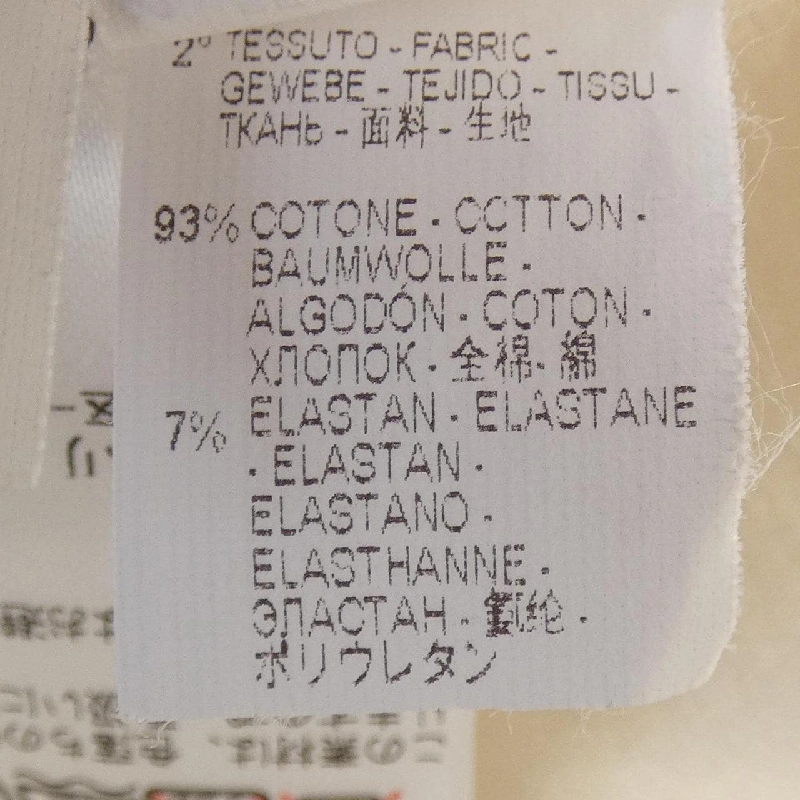 2° TESSUTO - FABRIC -
GEWEBE - TEJIDO - TISSU -
ТКАНЬ - 面料 - 生地
93% COTONE · COTTON ·
BAUMWOLLE ·
ALGODÓN · COTON ·
ХЛОПОК · 全棉 · 綿
7% ELASTAN · ELASTANE
· ELASTAN ·
ELASTANO ·
ELASTHANNE ·
ЭЛАСТАН · 纶 ·
ポリウレタン